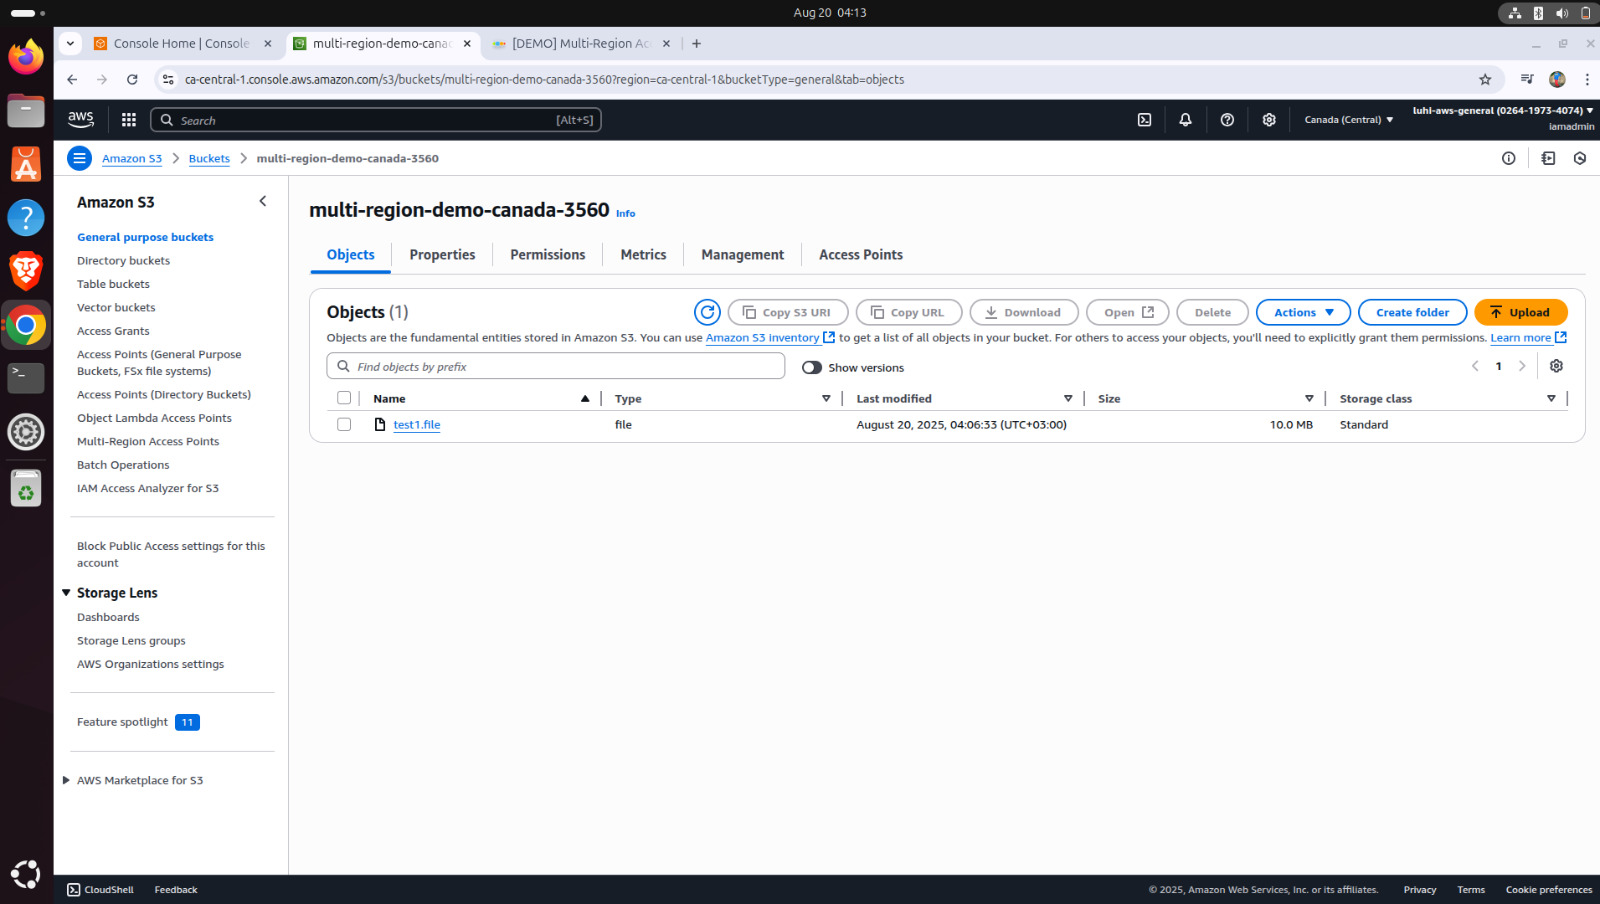 Aug 20 04:13
Console Home | Console
multi-region-demo-cana
[DEMO] Multi-Region Ac
ca-central-1.console.aws.amazon.com/s3/buckets/multi-region-demo-canada-3560?region=ca-central-1&bucketType=general&tab=objects
aws
Search
[Alt+S]
Canada (Central)
luhi-aws-general (0264-1973-4074)
iamadmin
Amazon S3
Buckets
multi-region-demo-canada-3560
Amazon S3
General purpose buckets
Directory buckets
Table buckets
Vector buckets
Access Grants
Access Points (General Purpose
Buckets, FSx file systems)
Access Points (Directory Buckets)
Object Lambda Access Points
Multi-Region Access Points
Batch Operations
IAM Access Analyzer for S3
Block Public Access settings for this
account
Storage Lens
Dashboards
Storage Lens groups
AWS Organizations settings
Feature spotlight 11
AWS Marketplace for S3
multi-region-demo-canada-3560 Info
Objects
Properties
Permissions
Metrics
Management
Access Points
Objects (1)
Copy S3 URI
Copy URL
Download
Open
Delete
Actions
Create folder
Upload
Objects are the fundamental entities stored in Amazon S3. You can use Amazon S3 inventory to get a list of all objects in your bucket. For others to access your objects, you'll need to explicitly grant them permissions. Learn more
Find objects by prefix
Show versions
1
Name
Type
Last modified
Size
Storage class
test1.file
file
August 20, 2025, 04:06:33 (UTC+03:00)
10.0 MB
Standard
CloudShell
Feedback
© 2025, Amazon Web Services, Inc. or its affiliates.
Privacy
Terms
Cookie preferences